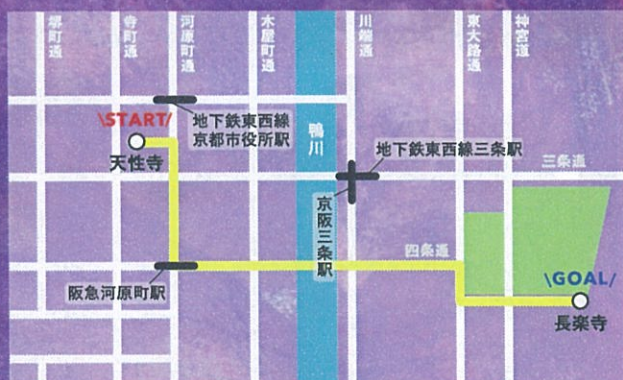 堺町通
寺町通
河原町通
木屋町通
川端通
東大路通
神宮道
\START/
天性寺
地下鉄東西線
京都市役所駅
鴨川
地下鉄東西線三条駅
三条通
京阪三条駅
四条通
阪急河原町駅
\GOAL/
長楽寺